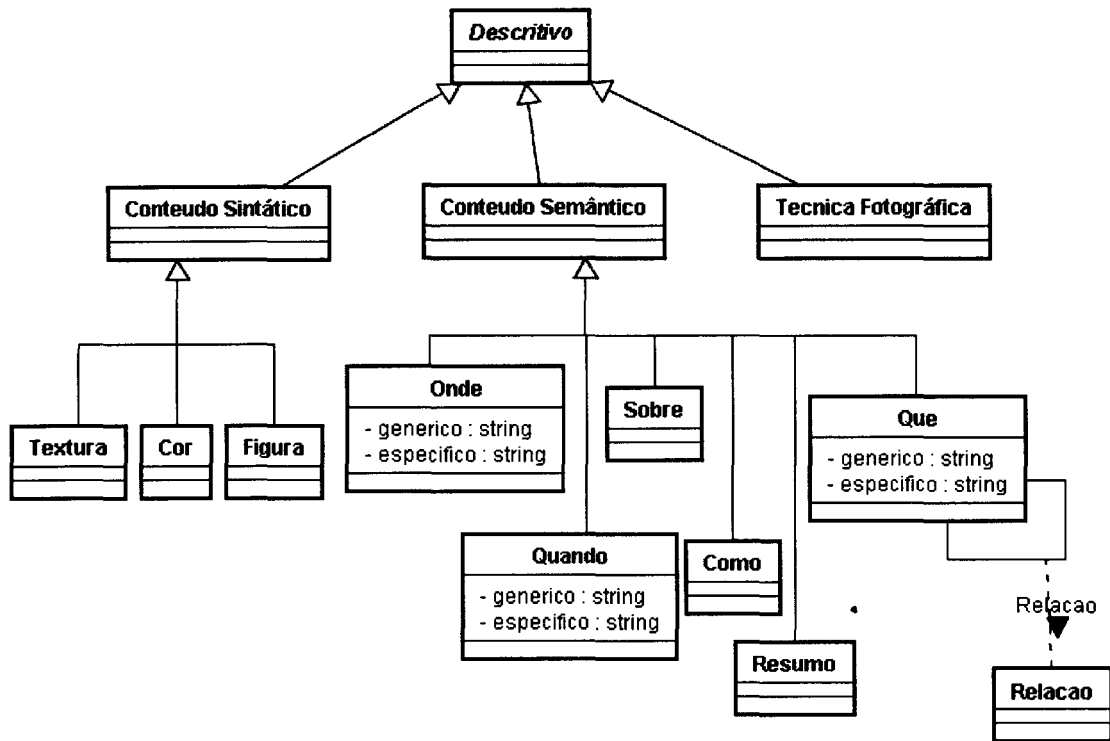 Descritivo
Conteudo Sintático
Conteudo Semântico
Tecnica Fotográfica
Textura
Cor
Figura
Onde
- generico : string
- especifico : string
Sobre
Que
- generico : string
- especifico : string
Quando
- generico : string
- especifico : string
Como
Resumo
Relacao
Relacao